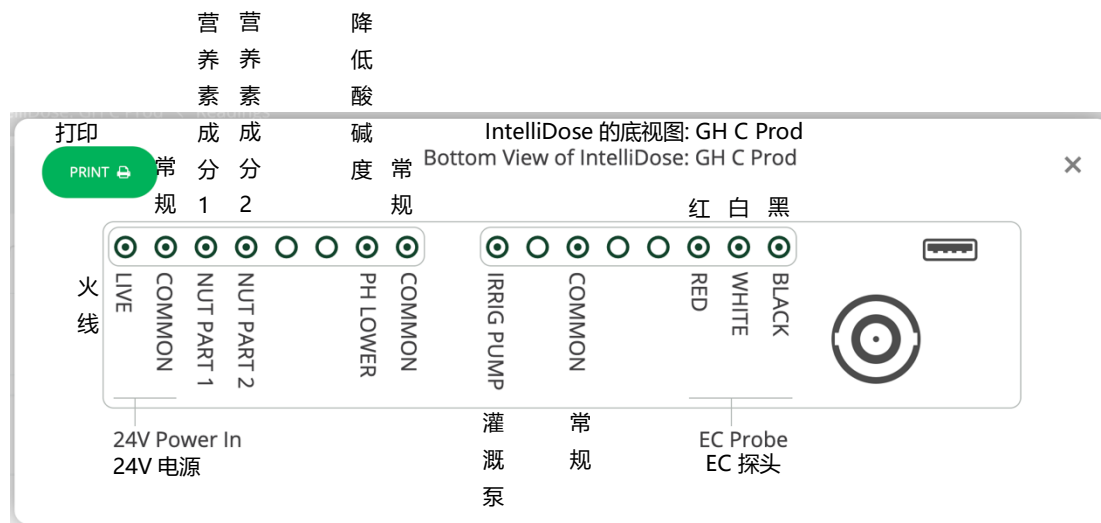 营养素成分1
营养素成分2
降低酸碱度
打印
IntelliDose 的底视图: GH C Prod
PRINT
常规
常规
Bottom View of IntelliDose: GH C Prod
红 白 黑
火线
LIVE
COMMON
NUT PART 1
NUT PART 2
PH LOWER
COMMON
IRRIG PUMP
COMMON
RED
WHITE
BLACK
灌溉泵
常规
24V Power In
24V 电源
EC Probe
EC 探头